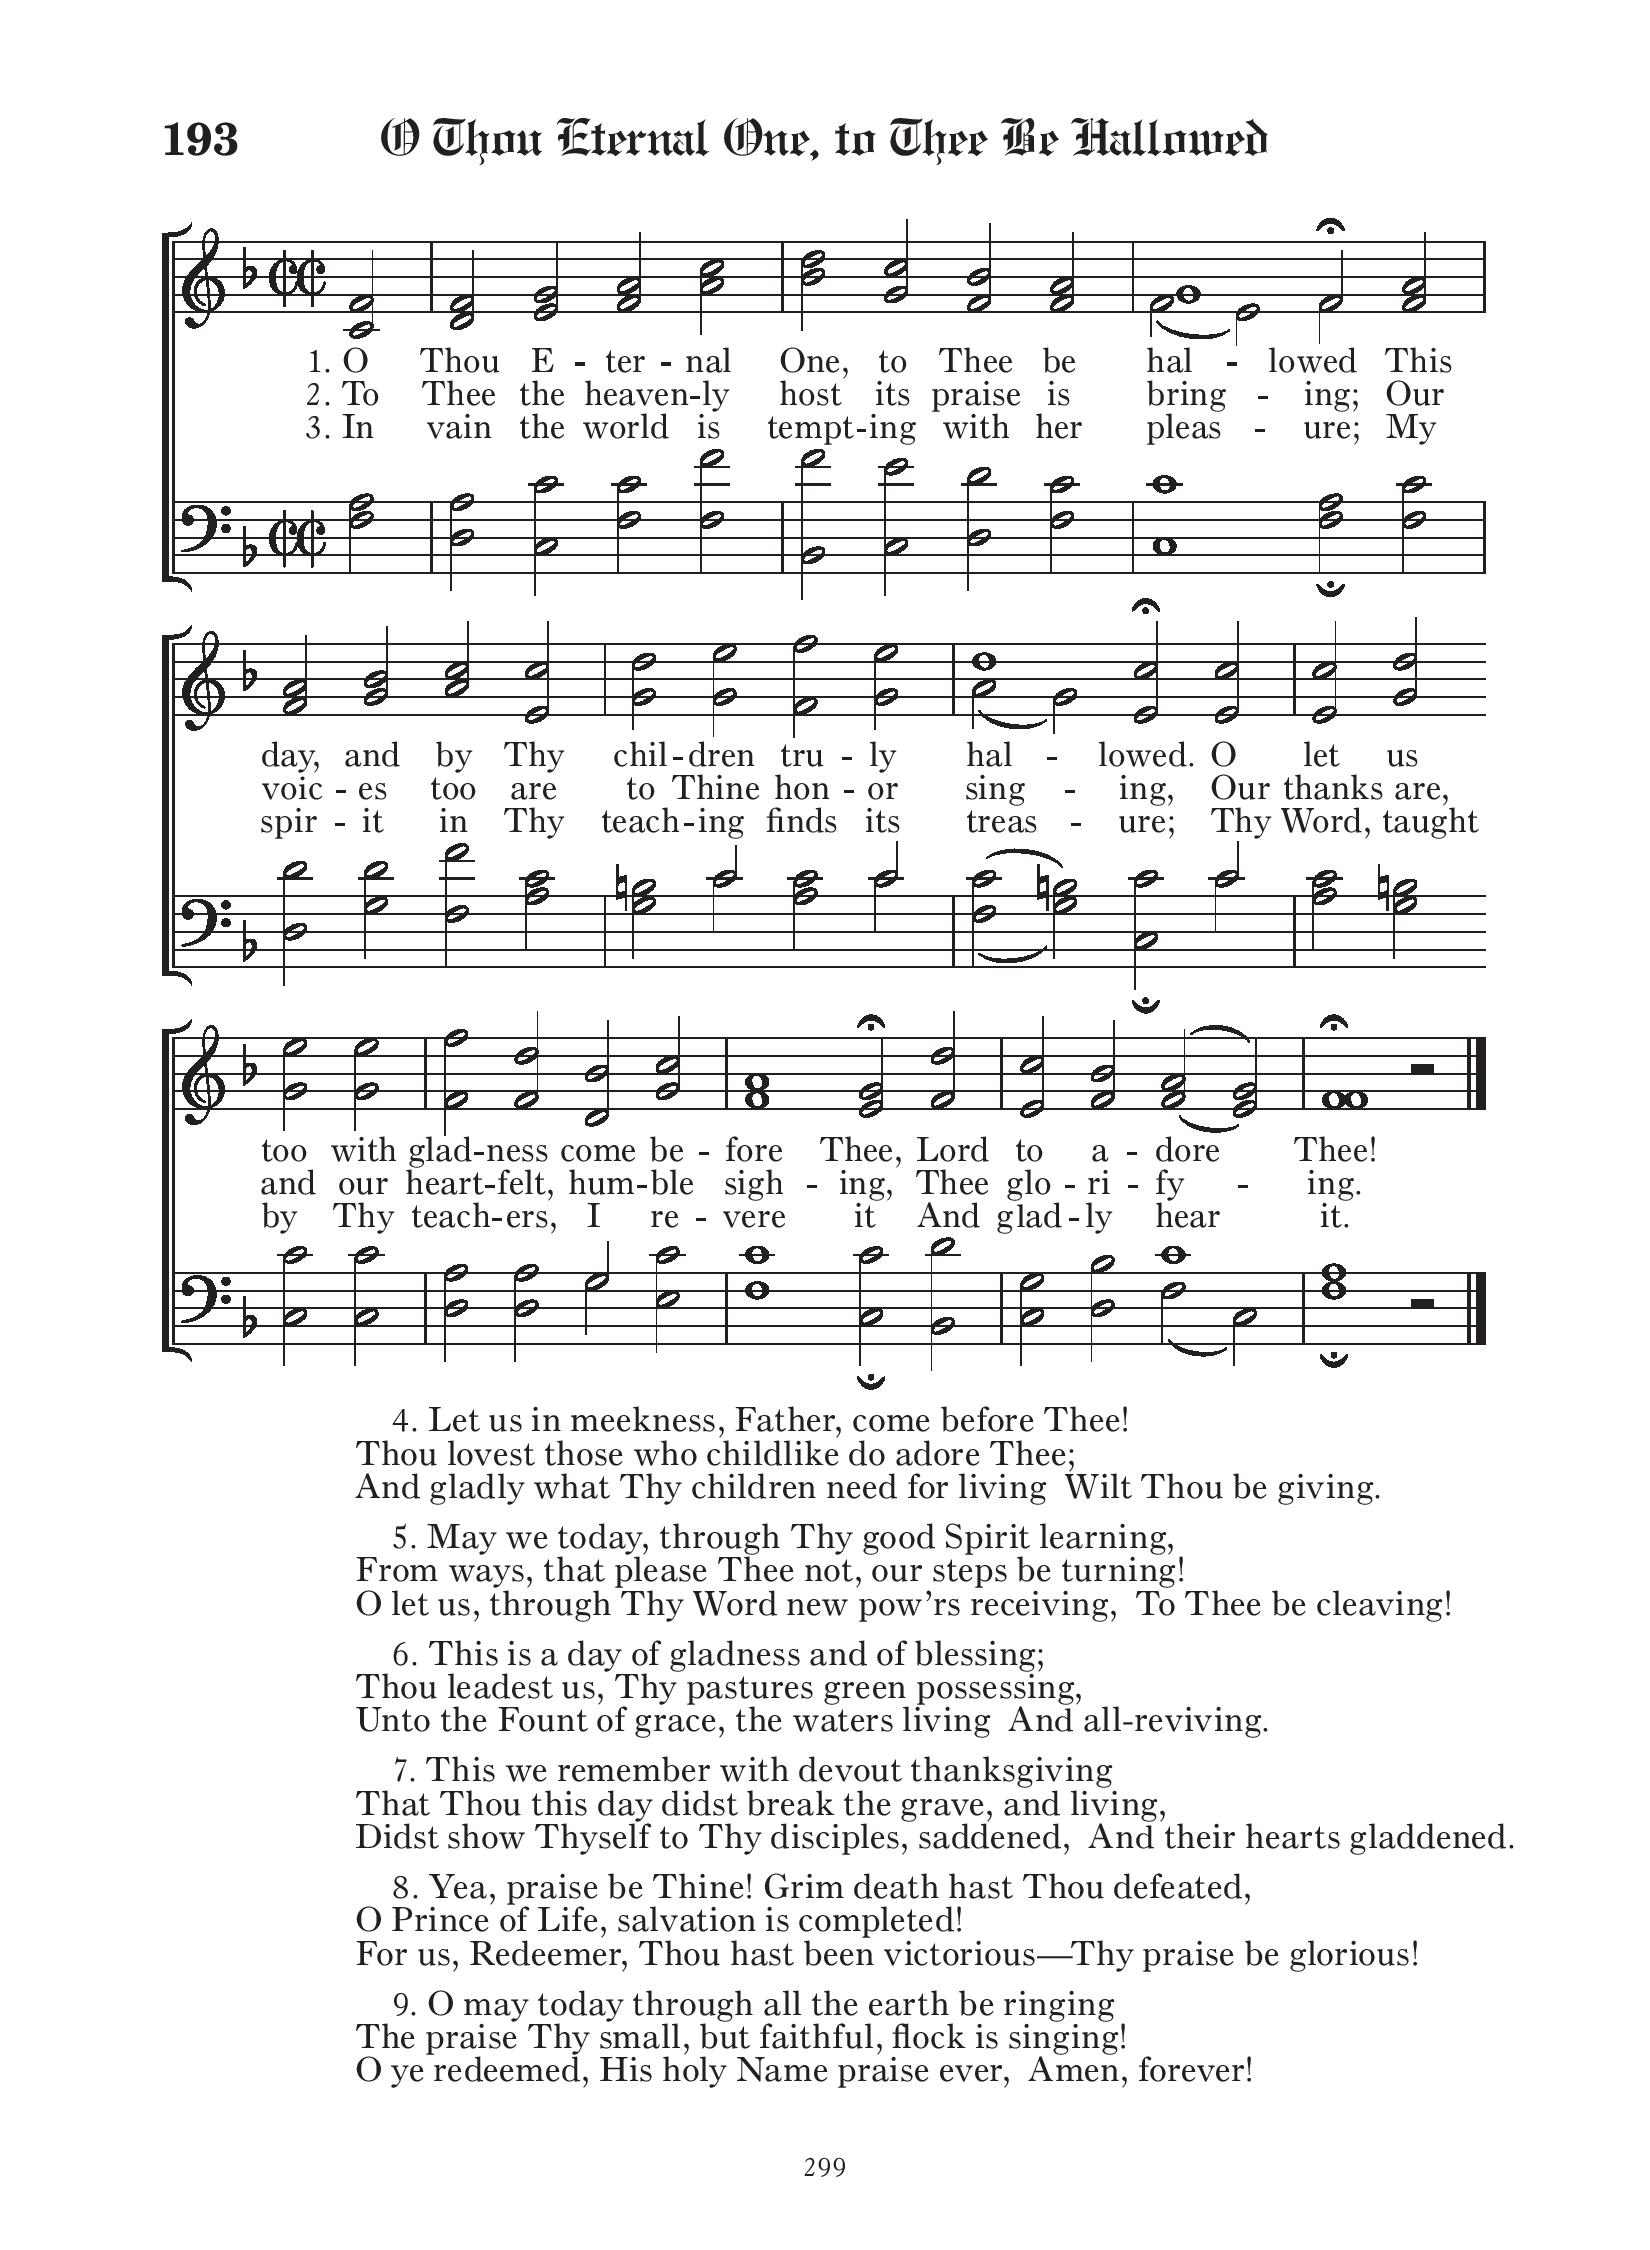 193 O Thou Eternal One, to Thee Be Hallowed
1. O Thou E - ter - nal One, to Thee be hal - lowed This
2. To Thee the heaven-ly host its praise is bring - ing; Our
3. In vain the world is tempt-ing with her pleas - ure; My
day, and by Thy chil-dren tru - ly hal - lowed. O let us
voic - es too are to Thine hon - or sing - ing, Our thanks are,
spir - it in Thy teach-ing finds its treas - ure; Thy Word, taught
too with glad-ness come be - fore Thee, Lord to a - dore Thee!
and our heart-felt, hum-ble sigh - ing, Thee glo - ri - fy - ing.
by Thy teach-ers, I re - vere it And glad-ly hear it.
4. Let us in meekness, Father, come before Thee!
Thou lovest those who childlike do adore Thee;
And gladly what Thy children need for living Wilt Thou be giving.
5. May we today, through Thy good Spirit learning,
From ways, that please Thee not, our steps be turning!
O let us, through Thy Word new pow’rs receiving, To Thee be cleaving!
6. This is a day of gladness and of blessing;
Thou leadest us, Thy pastures green possessing,
Unto the Fount of grace, the waters living And all-reviving.
7. This we remember with devout thanksgiving
That Thou this day didst break the grave, and living,
Didst show Thyself to Thy disciples, saddened, And their hearts gladdened.
8. Yea, praise be Thine! Grim death hast Thou defeated,
O Prince of Life, salvation is completed!
For us, Redeemer, Thou hast been victorious—Thy praise be glorious!
9. O may today through all the earth be ringing
The praise Thy small, but faithful, flock is singing!
O ye redeemed, His holy Name praise ever, Amen, forever!
299